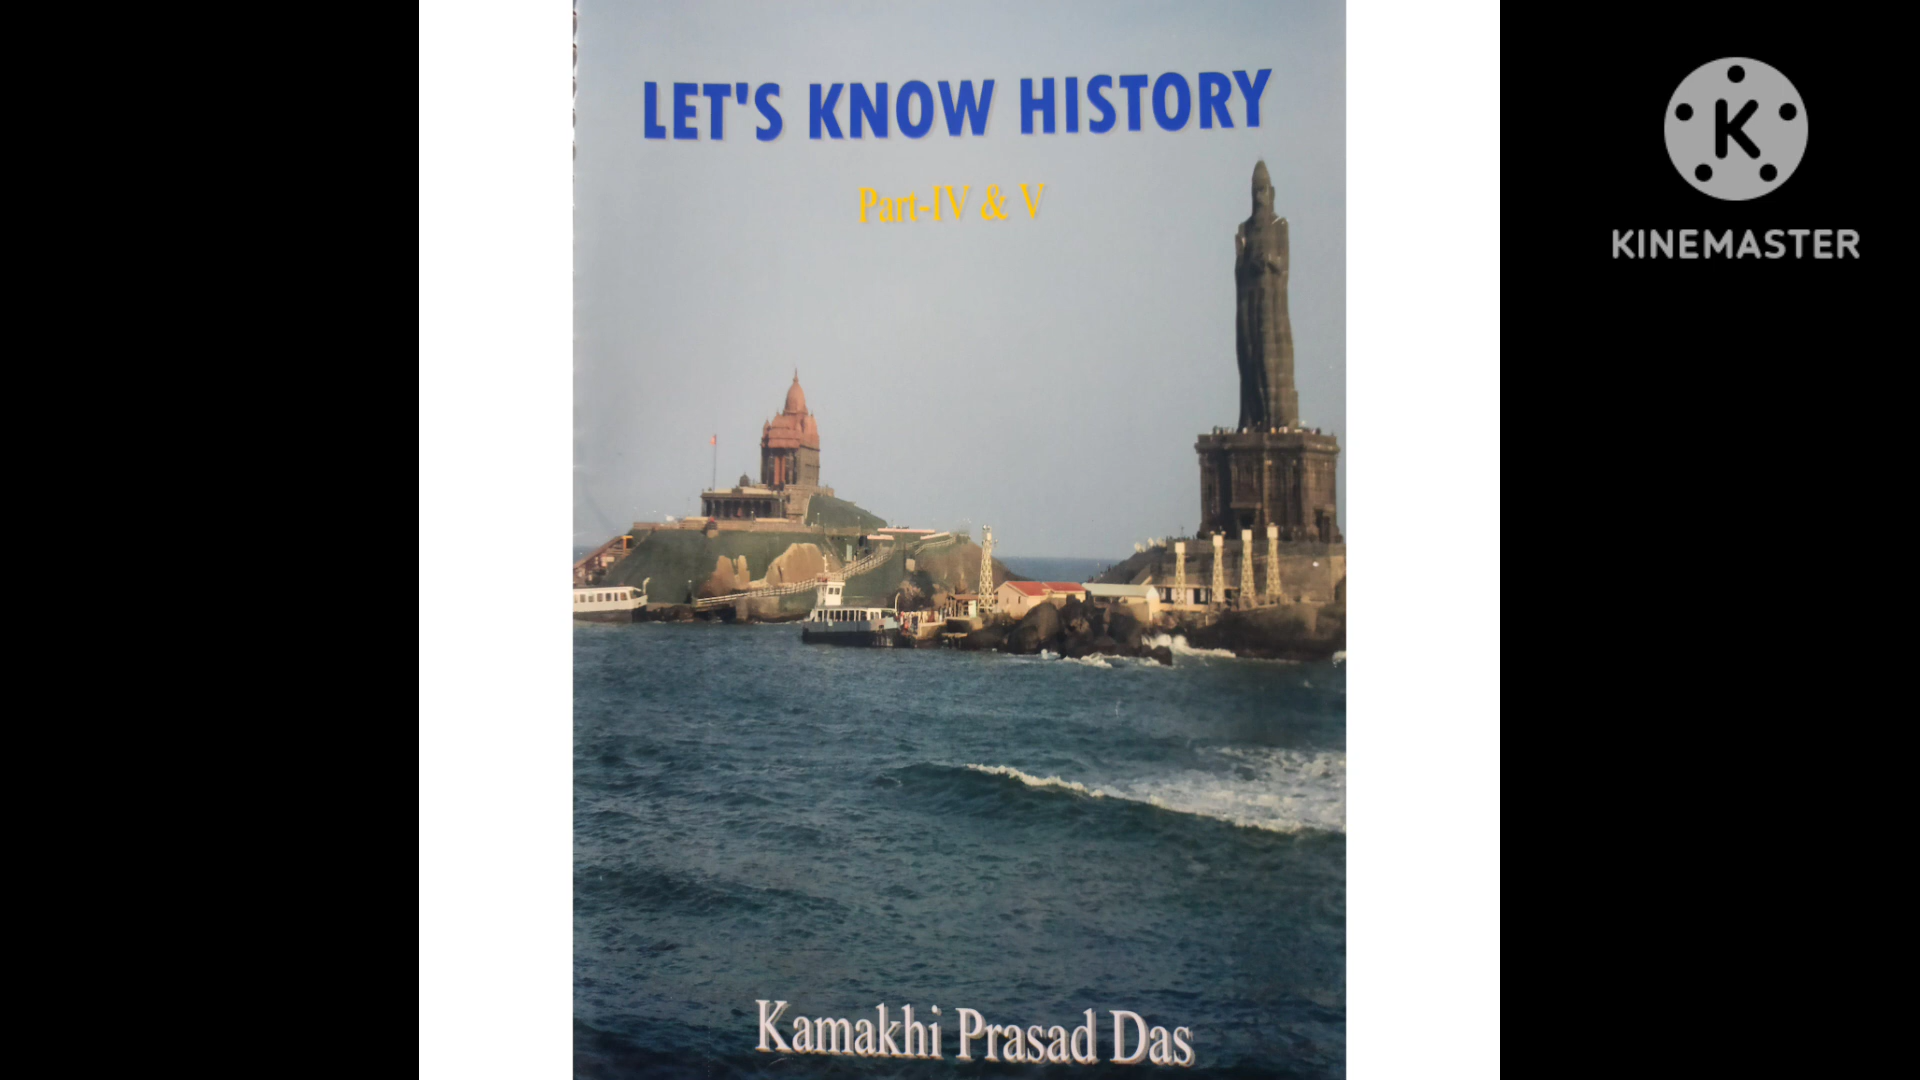 LET'S KNOW HISTORY
Part-IV & V
Kamakhi Prasad Das
K
KINEMASTER